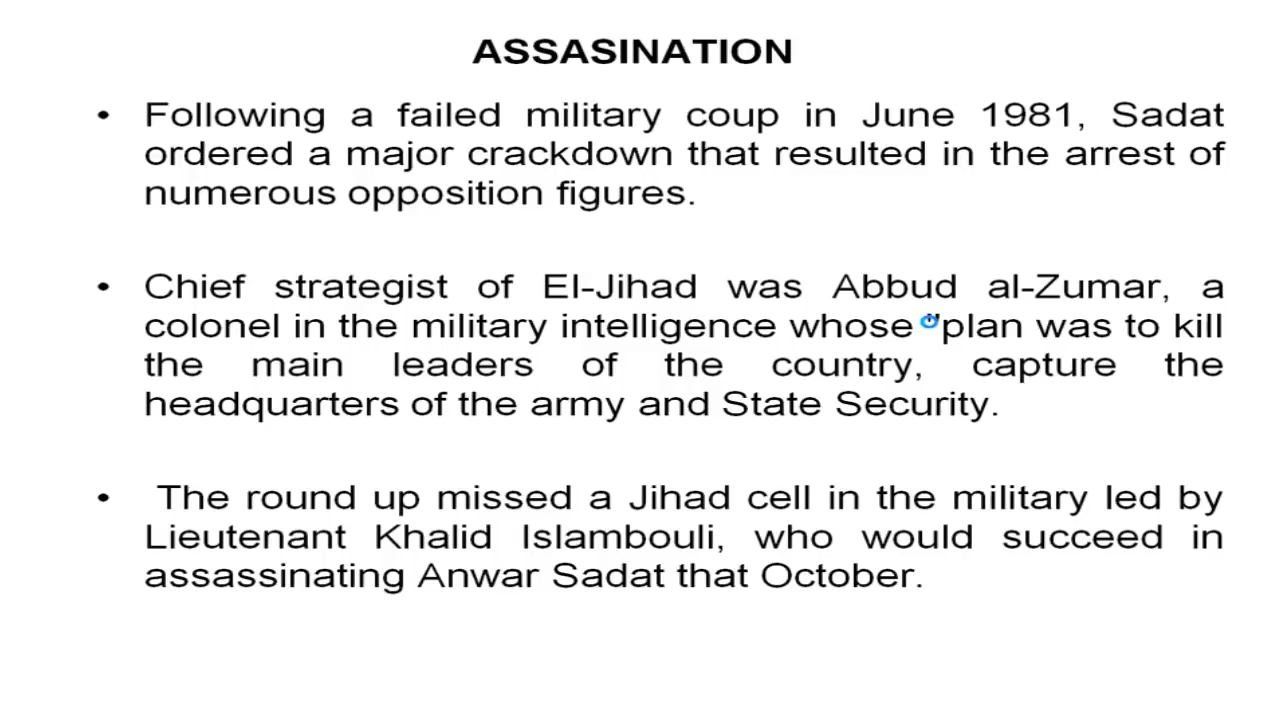 ASSASINATION
• Following a failed military coup in June 1981, Sadat
ordered a major crackdown that resulted in the arrest of
numerous opposition figures.
• Chief strategist of El-Jihad was Abbud al-Zumar, a
colonel in the military intelligence whose "plan was to kill
the main leaders of the country, capture the
headquarters of the army and State Security.
• The round up missed a Jihad cell in the military led by
Lieutenant Khalid Islambouli, who would succeed in
assassinating Anwar Sadat that October.